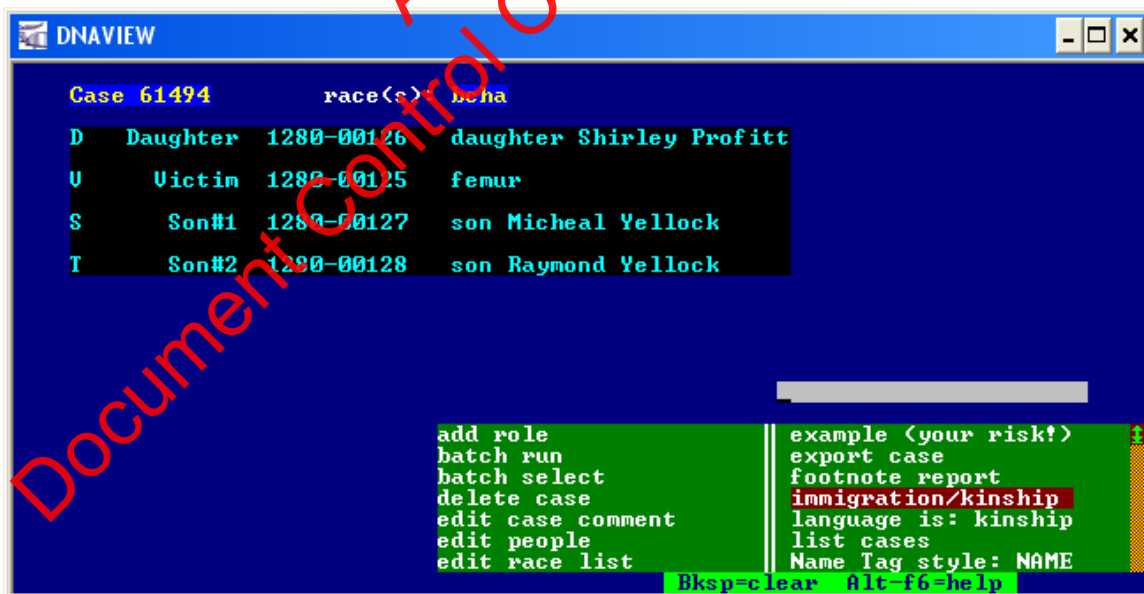 DNAVIEW
Case 61494 race(s): bcha
D Daughter 1280-00126 daughter Shirley Profitt
V Victim 1280-00125 femur
S Son#1 1280-00127 son Micheal Yellock
T Son#2 1280-00128 son Raymond Yellock
add role
batch run
batch select
delete case
edit case comment
edit people
edit race list
example (your risk!)
export case
footnote report
immigration/kinship
language is: kinship
list cases
Name Tag style: NAME
Bksp=clear Alt-f6=help
Document Control